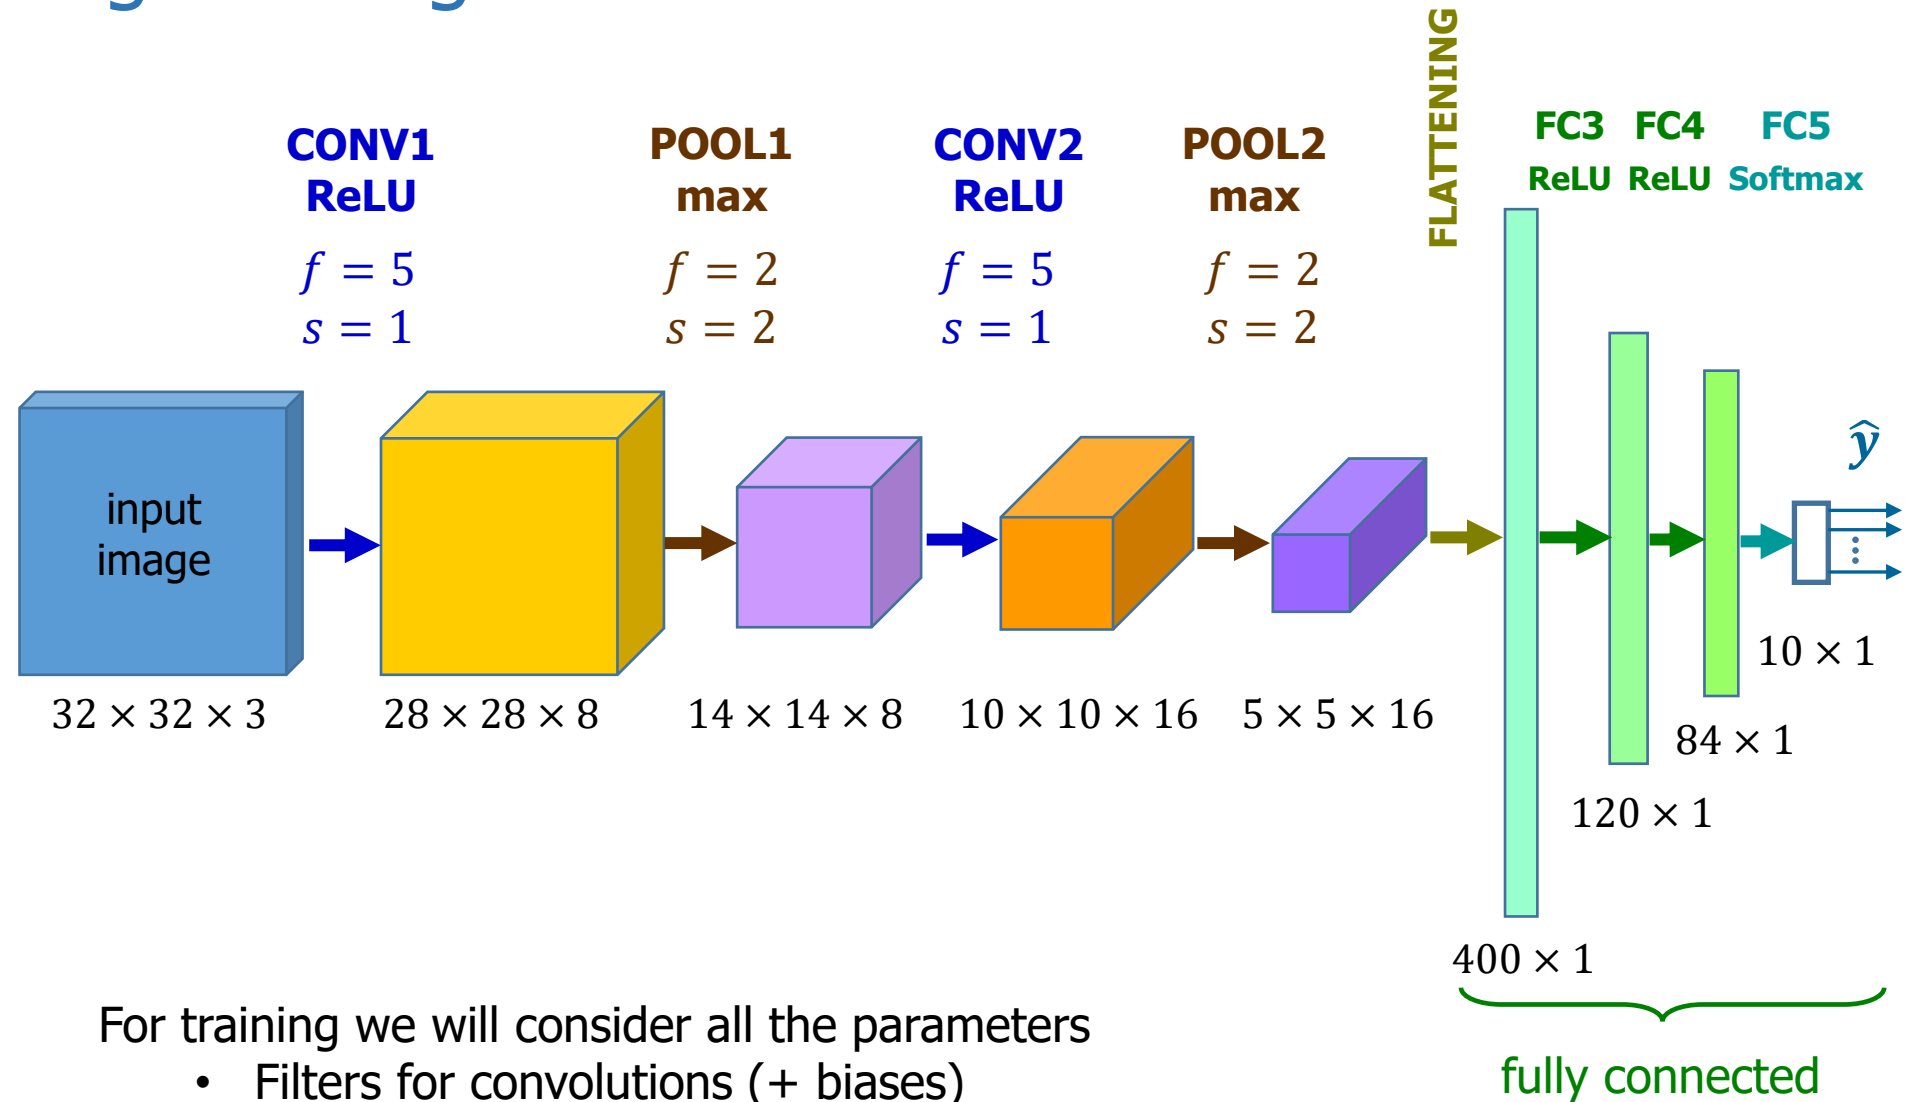 FLATTENING
CONV1
ReLU
f = 5
s = 1
POOL1
max
f = 2
s = 2
CONV2
ReLU
f = 5
s = 1
POOL2
max
f = 2
s = 2
FC3
ReLU
FC4
ReLU
FC5
Softmax
input
image
ŷ
32 × 32 × 3
28 × 28 × 8
14 × 14 × 8
10 × 10 × 16
5 × 5 × 16
400 × 1
120 × 1
84 × 1
10 × 1
fully connected
For training we will consider all the parameters
• Filters for convolutions (+ biases)